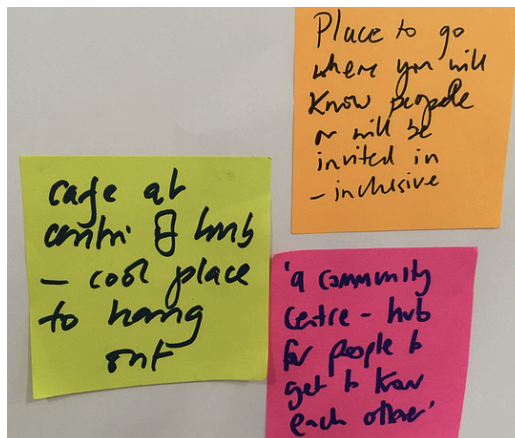 Place to go
where you will
know people
or will be
invited in
- inclusive
cafe at
centre of hub
- cool place
to hang
out
'a community
centre - hub
for people to
get to know
each other'